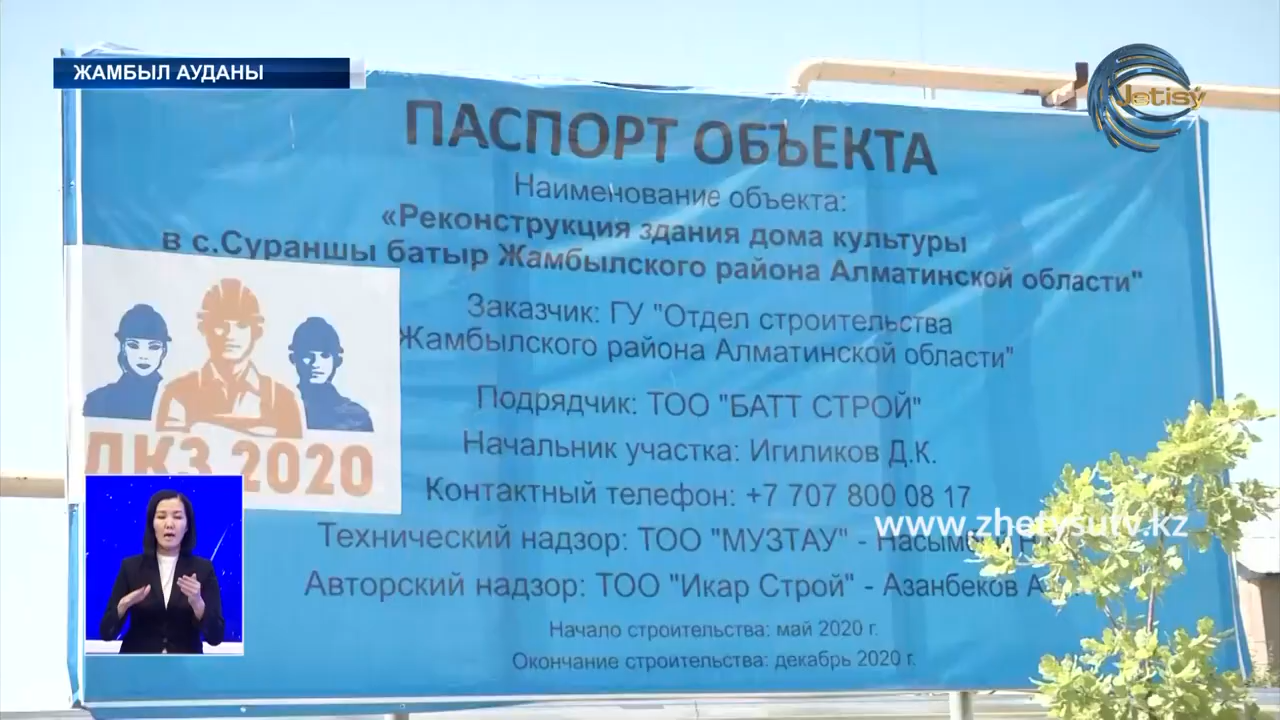 ЖАМБЫЛ АУДАНЫ
Jetisý
ПАСПОРТ ОБЪЕКТА
Наименование объекта:
«Реконструкция здания дома культуры
в с.Сураншы батыр Жамбылского района Алматинской области"
Заказчик: ГУ "Отдел строительства
Жамбылского района Алматинской области"
Подрядчик: ТОО "БАТТ СТРОЙ"
Начальник участка: Игиликов Д.К.
Контактный телефон: +7 707 800 08 17
Технический надзор: ТОО "МУЗТАУ" -
Авторский надзор: ТОО "Икар Строй" - Азанбеков А
Начало строительства: май 2020 г.
Окончание строительства: декабрь 2020 г.
ДКЗ 2020
www.zhetysutv.kz